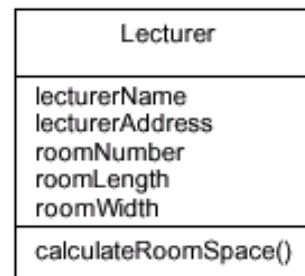 Lecturer
lecturerName
lecturerAddress
roomNumber
roomLength
roomWidth
calculateRoomSpace()